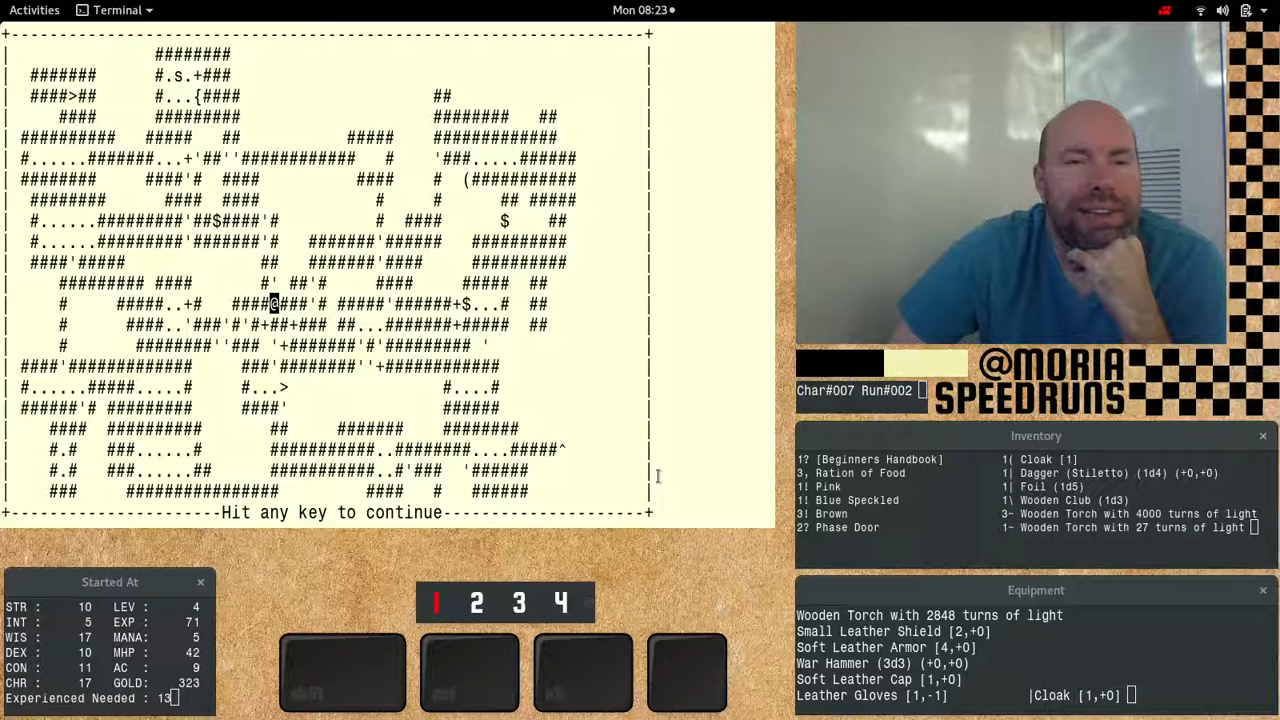 Activities Terminal Mon 08:23
+--------------------------------------------------------------------+
########
####### #.s.+###
####>## #...{#### ##
#### ######### ######## ##
########## ##### ## ##### #############
#......#######...+'##''############ # '###.....######
######## ####'# #### #### # (###########
######## #### #### # # ## #####
#......#########'##$####'# # #### $ ##
#......#########'#######'# #######'###### ##########
####'##### ## #######'#### ##########
######### #### #' ##'# #### ##### ##
# #####..+# ####@###'# #####'######+$...# ##
# ####..'###'#'#+##+### ##...#######+##### ##
# ########''### '+#######'#'######### '
####'############# ###'########''+############
#......#####.....# #...> #....#
######'# ######### ####' ######
#### ########## ## ####### ########
#.# ###......# ###########..########....#####^
#.# ###......## ###########..#'### '######
### ################ #### # ######
+-----------------------Hit any key to continue----------------------+
@MORIA
SPEEDRUNS
Char#007 Run#002
Inventory
1? [Beginners Handbook] 1( Cloak [1]
3, Ration of Food 1| Dagger (Stiletto) (1d4) (+0,+0)
1! Pink 1| Foil (1d5)
1! Blue Speckled 1\ Wooden Club (1d3)
3! Brown 3~ Wooden Torch with 4000 turns of light
2? Phase Door 1~ Wooden Torch with 27 turns of light
Started At
STR : 10 LEV : 4
INT : 5 EXP : 71
WIS : 17 MANA: 5
DEX : 10 MHP : 42
CON : 11 AC : 9
CHR : 17 GOLD: 323
Experienced Needed : 13
1 2 3 4
Equipment
Wooden Torch with 2848 turns of light
Small Leather Shield [2,+0]
Soft Leather Armor [4,+0]
War Hammer (3d3) (+0,+0)
Soft Leather Cap [1,+0]
Leather Gloves [1,-1] |Cloak [1,+0]